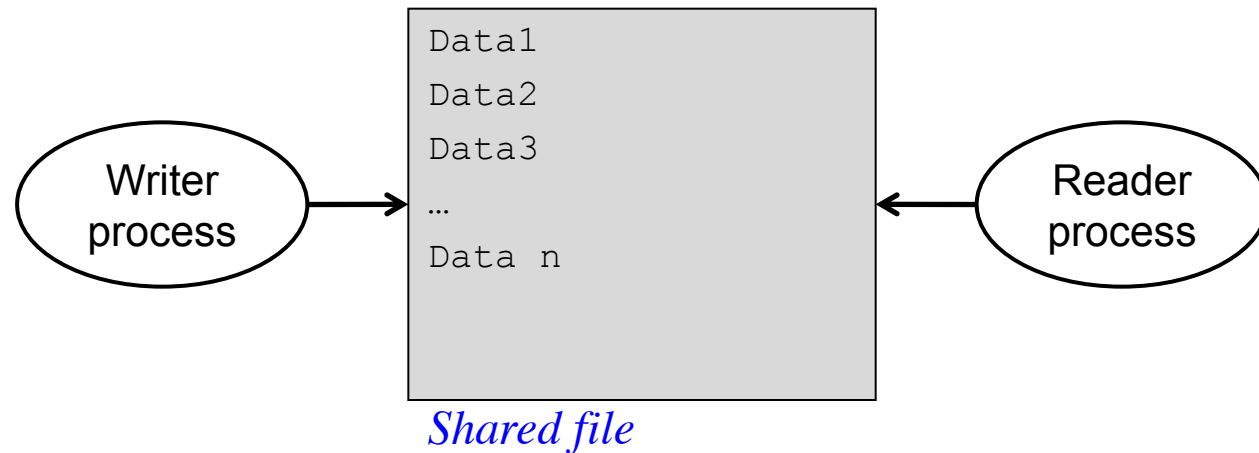 Data1
Data2
Data3
…
Data n
Writer
process
Reader
process
Shared file